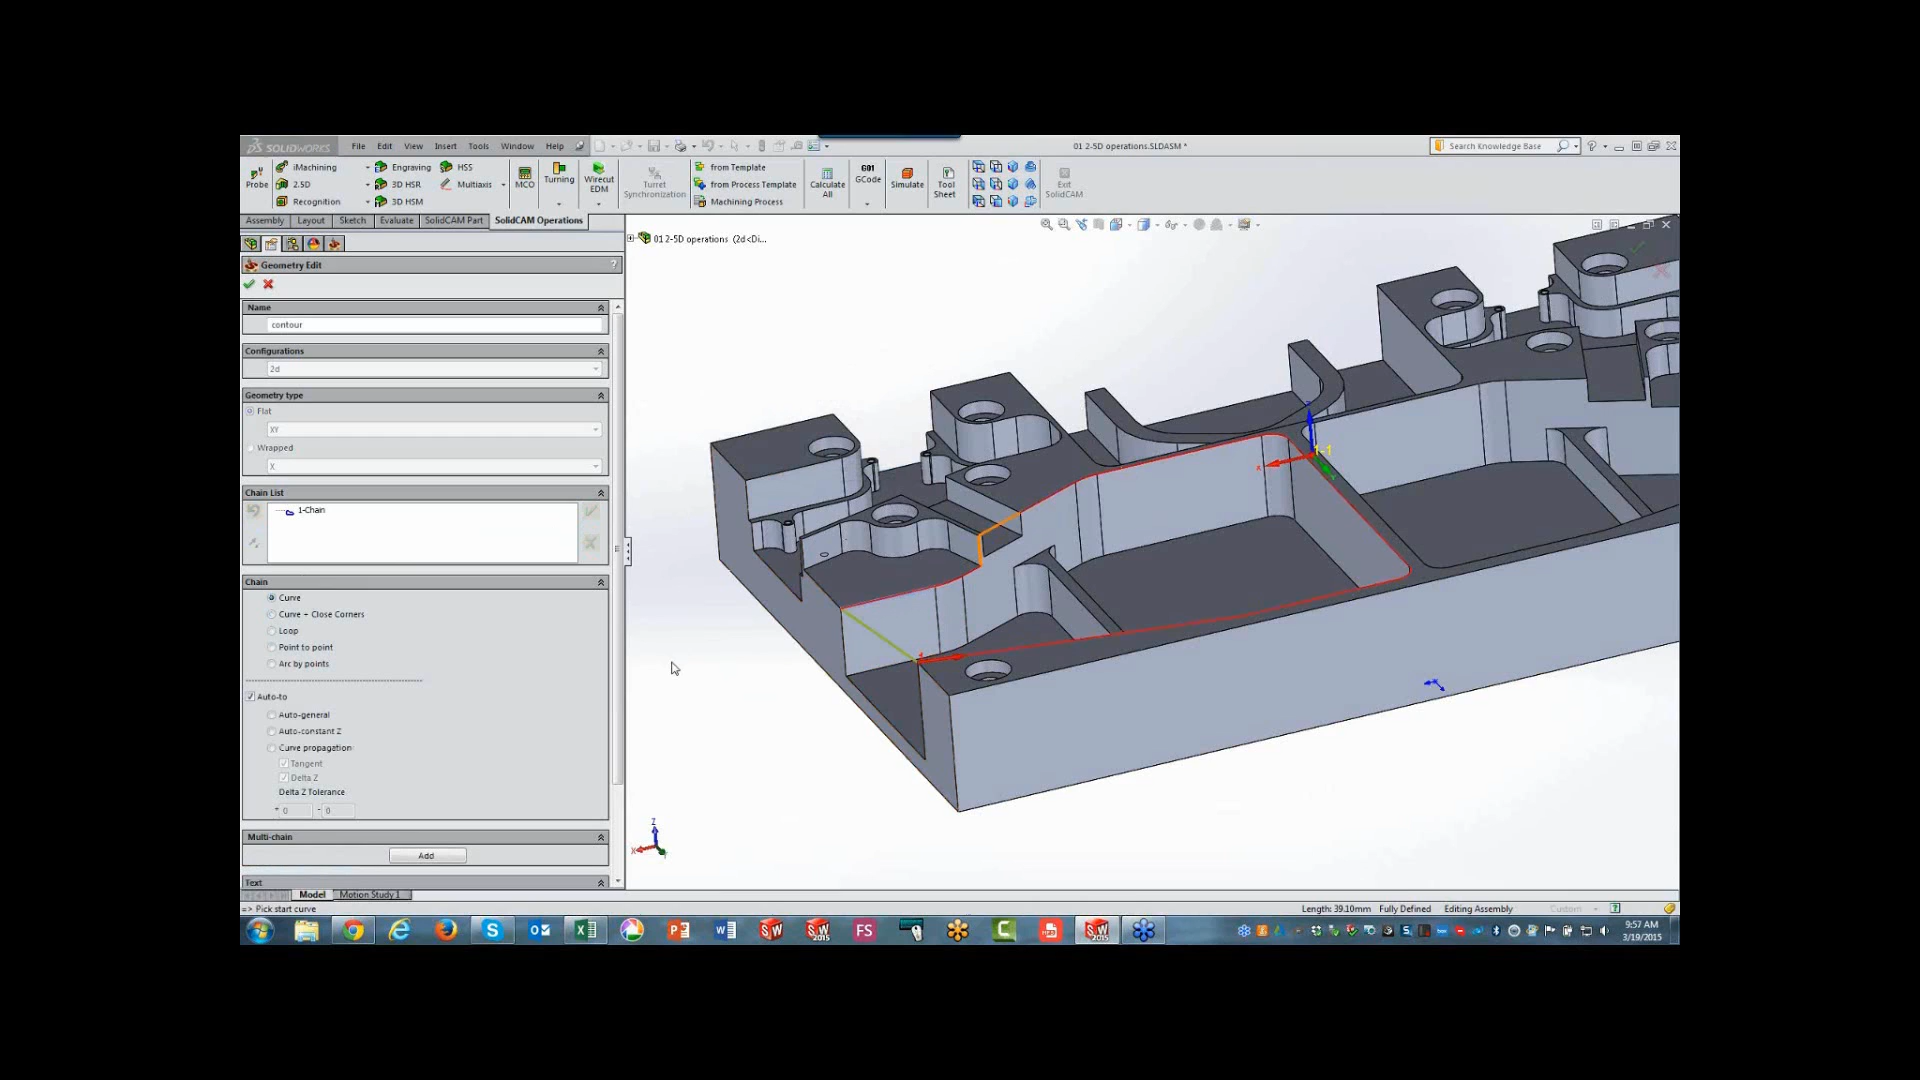 SOLIDWORKS File Edit View Insert Tools Window Help 01 2-5D operations.SLDASM * Search Knowledge Base
Probe iMachining Engraving HSS MCO Turning Wirecut EDM Turret Synchronization from Template Calculate All GCode Simulate Tool Sheet Exit SolidCAM
2.5D 3D HSR Multiaxis from Process Template
Recognition 3D HSM Machining Process
G01
Assembly Layout Sketch Evaluate SolidCAM Part SolidCAM Operations
01 2-5D operations (2d<Di...
Geometry Edit ?
Name
contour
Configurations
2d
Geometry type
Flat
XY
Wrapped
X
Chain List
1-Chain
Chain
Curve
Curve + Close Corners
Loop
Point to point
Arc by points
Auto-to
Auto-general
Auto-constant Z
Curve propagation
Tangent
Delta Z
Delta Z Tolerance
+ 0 - 0
Multi-chain
Add
Text
Model Motion Study 1
=> Pick start curve Length: 39.10mm Fully Defined Editing Assembly Custom
9:57 AM
3/19/2015